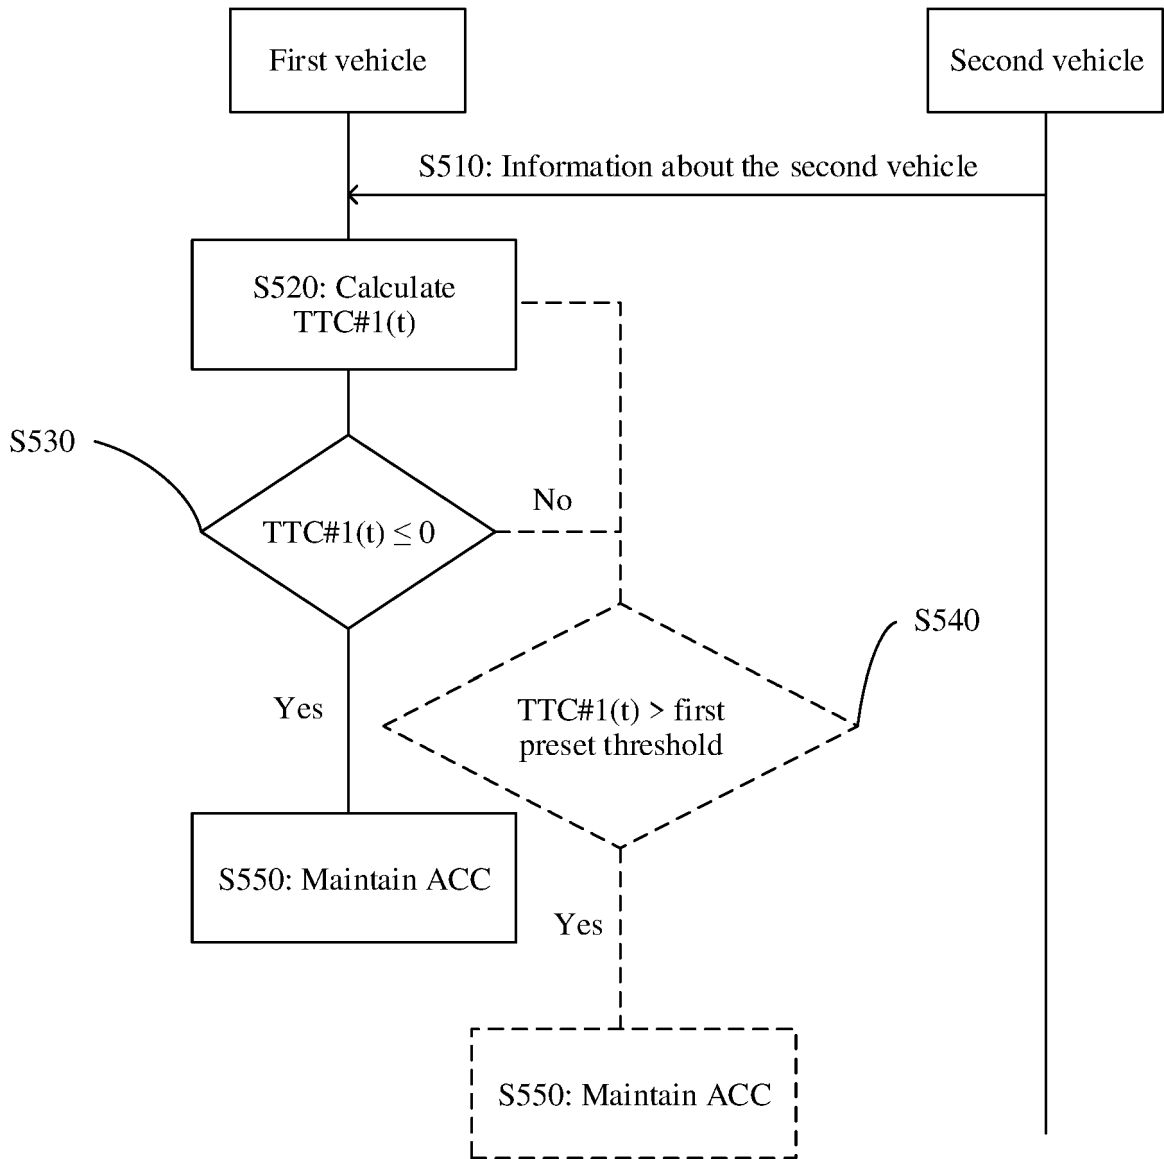 First vehicle
Second vehicle
S510: Information about the second vehicle
S520: Calculate
TTC#1(t)
S530
TTC#1(t) ≤ 0
No
S540
Yes
TTC#1(t) > first
preset threshold
S550: Maintain ACC
Yes
S550: Maintain ACC